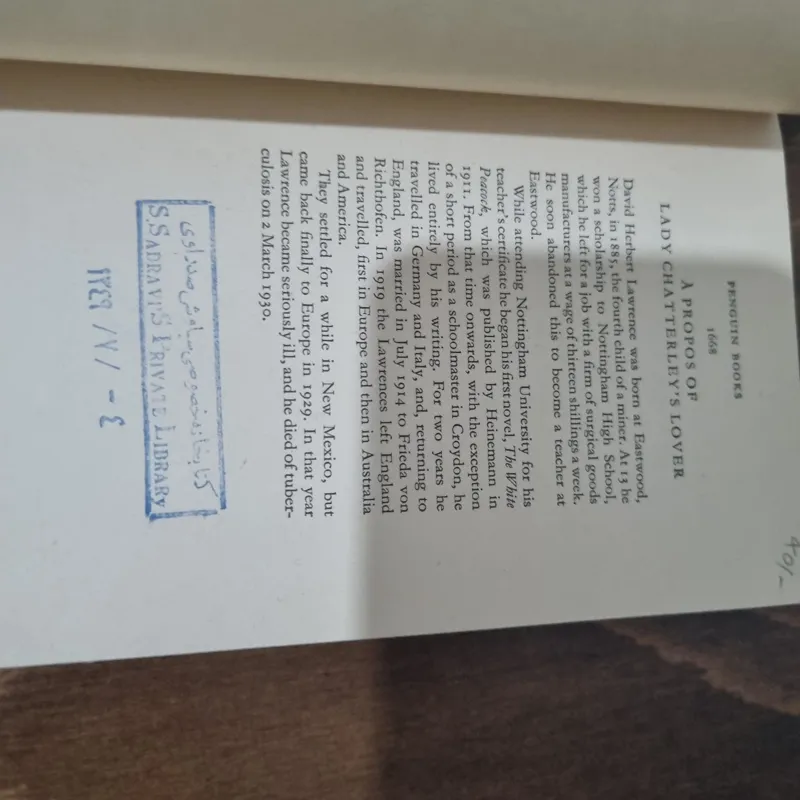 PENGUIN BOOKS
1668
À PROPOS OF
LADY CHATTERLEY'S LOVER
David Herbert Lawrence was born at Eastwood,
Notts, in 1885, the fourth child of a miner. At 13 he
won a scholarship to Nottingham High School,
which he left for a job with a firm of surgical goods
manufacturers at a wage of thirteen shillings a week.
He soon abandoned this to become a teacher at
Eastwood.
While attending Nottingham University for his
teacher's certificate he began his first novel, The White
Peacock, which was published by Heinemann in
1911. From that time onwards, with the exception
of a short period as a schoolmaster in Croydon, he
lived entirely by his writing. For two years he
travelled in Germany and Italy, and, returning to
England, was married in July 1914 to Frieda von
Richthofen. In 1919 the Lawrences left England
and travelled, first in Europe and then in Australia
and America.
They settled for a while in New Mexico, but
came back finally to Europe in 1929. In that year
Lawrence became seriously ill, and he died of tuber-
culosis on 2 March 1930.
کتابخانه خصوصی سیاوش صدراوی
S.SADRAVI'S PRIVATE LIBRARY
40/-